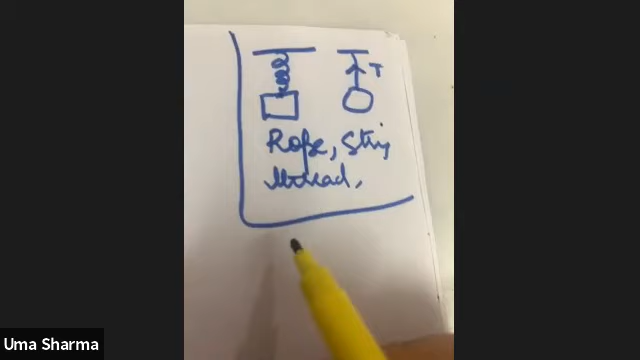 T
Rope, String,
thread,
Uma Sharma